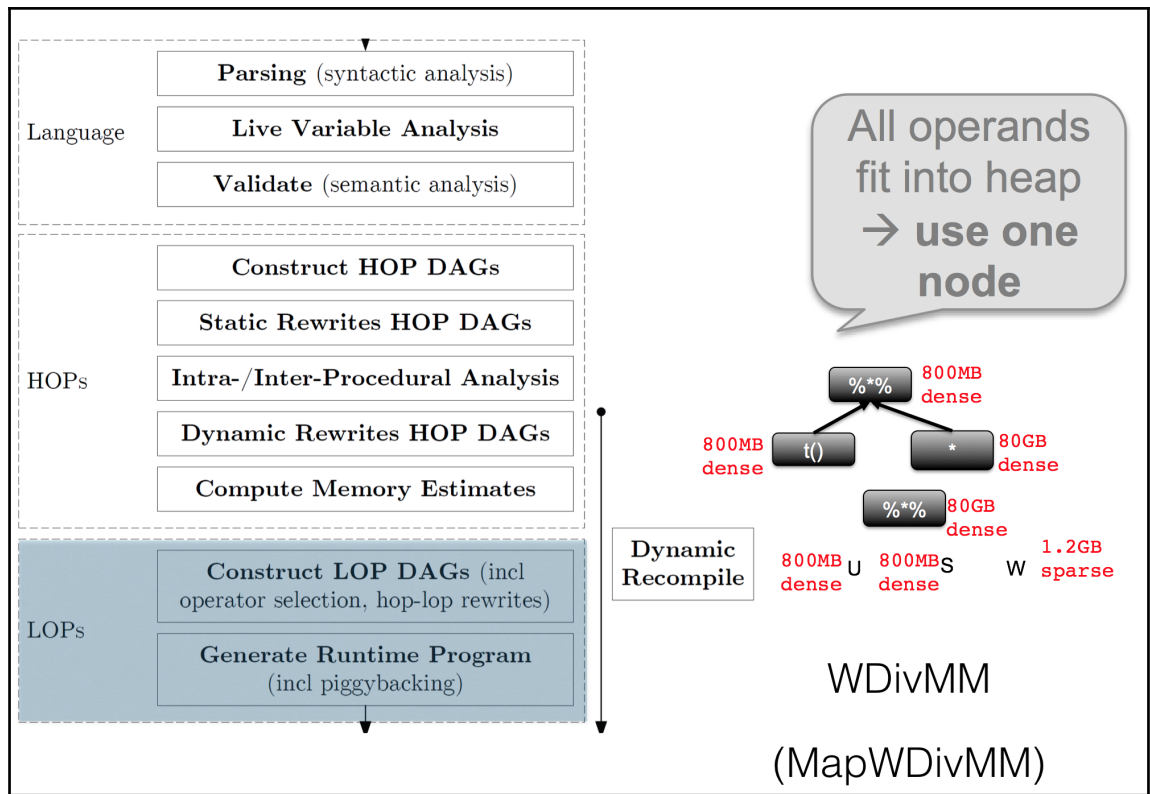 Language
Parsing (syntactic analysis)
Live Variable Analysis
Validate (semantic analysis)
HOPs
Construct HOP DAGs
Static Rewrites HOP DAGs
Intra-/Inter-Procedural Analysis
Dynamic Rewrites HOP DAGs
Compute Memory Estimates
LOPs
Construct LOP DAGs (incl
operator selection, hop-lop rewrites)
Generate Runtime Program
(incl piggybacking)
Dynamic
Recompile
All operands
fit into heap
→ use one
node
%*%
800MB
dense
800MB
dense
t()
*
80GB
dense
%*%
80GB
dense
800MB
dense
U
800MB
dense
S
W
1.2GB
sparse
WDivMM
(MapWDivMM)